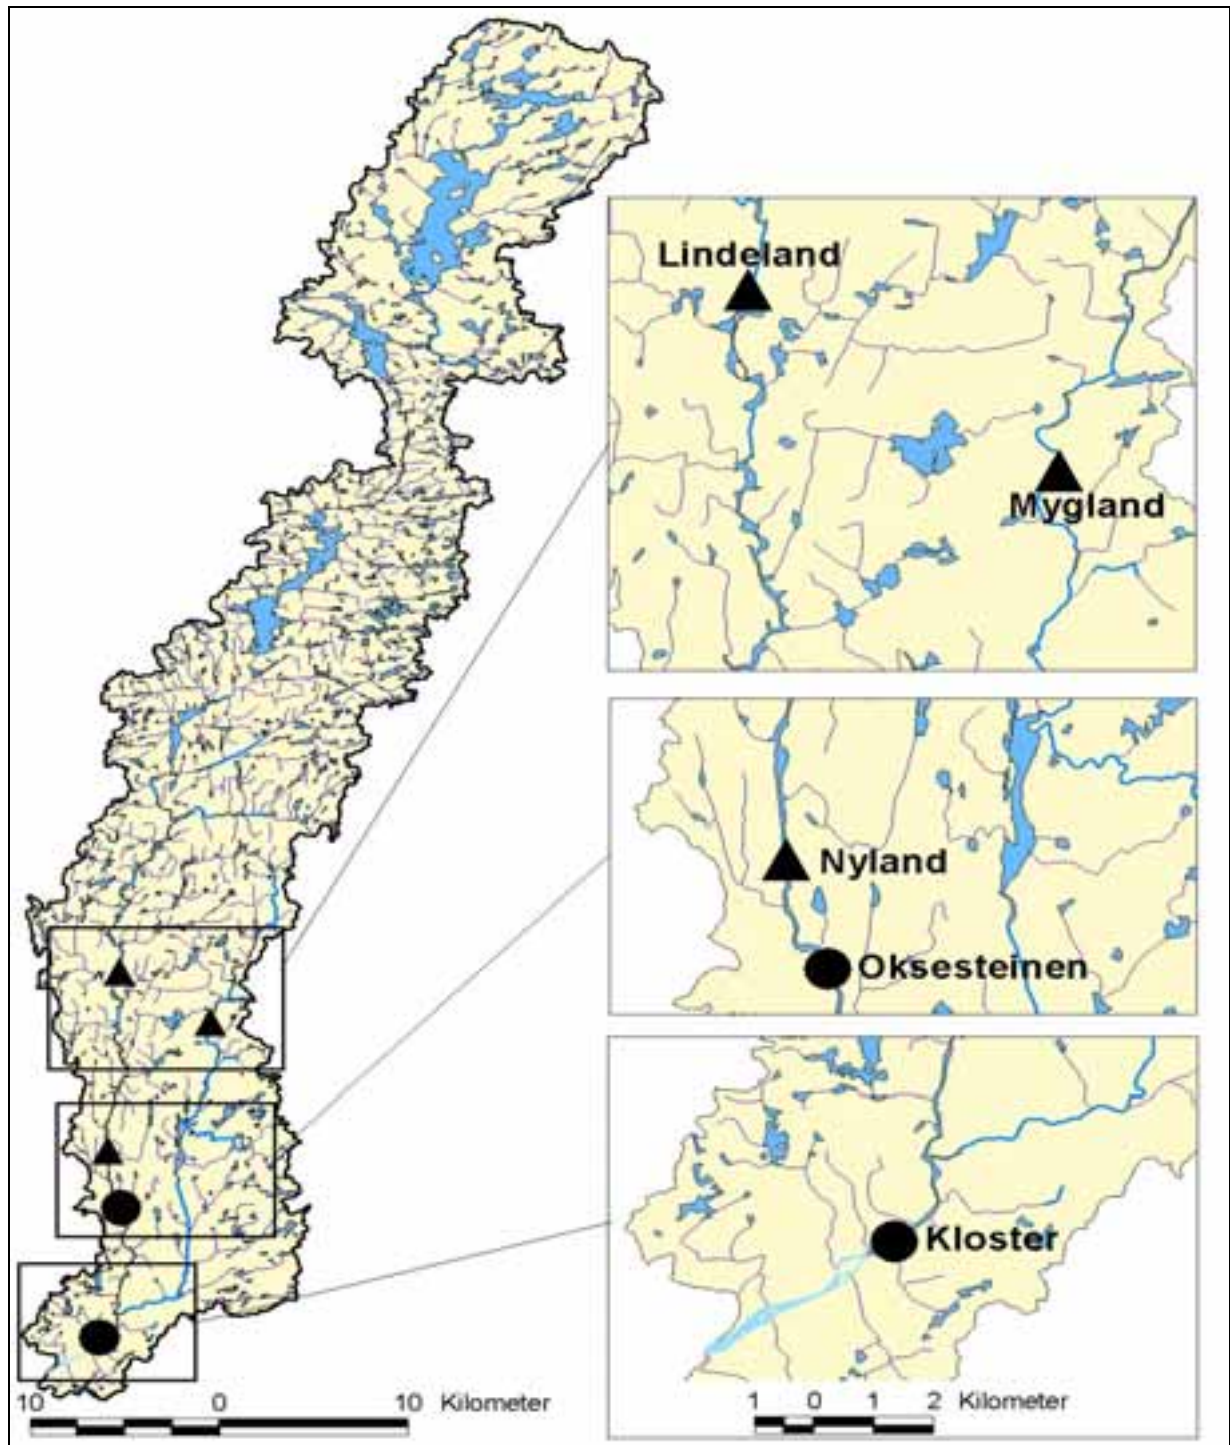 Lindeland
Mygland
Nyland
Oksesteinen
Kloster
10 0 10 Kilometer
1 0 1 2 Kilometer